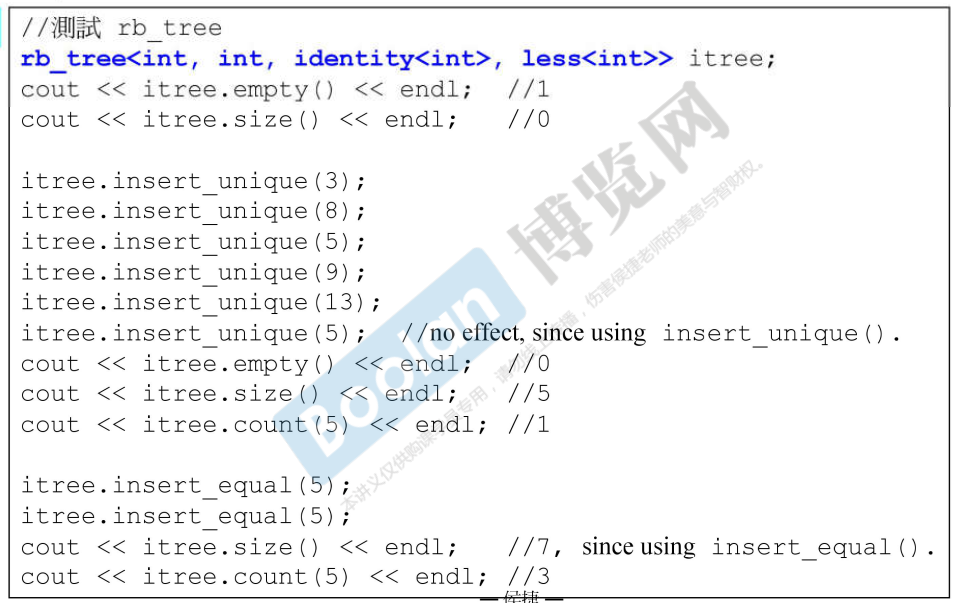 //測試 rb_tree
rb_tree<int, int, identity<int>, less<int>> itree;
cout << itree.empty() << endl;  //1
cout << itree.size() << endl;   //0
itree.insert_unique(3);
itree.insert_unique(8);
itree.insert_unique(5);
itree.insert_unique(9);
itree.insert_unique(13);
itree.insert_unique(5);  //no effect, since using insert_unique().
cout << itree.empty() << endl;  //0
cout << itree.size() << endl;   //5
cout << itree.count(5) << endl; //1
itree.insert_equal(5);
itree.insert_equal(5);
cout << itree.size() << endl;   //7, since using insert_equal().
cout << itree.count(5) << endl; //3
— 侯捷 —
Boolan 博览网
本讲义仅供购课学员专用,请勿传播,伤害侯捷老师的美意与智财权。